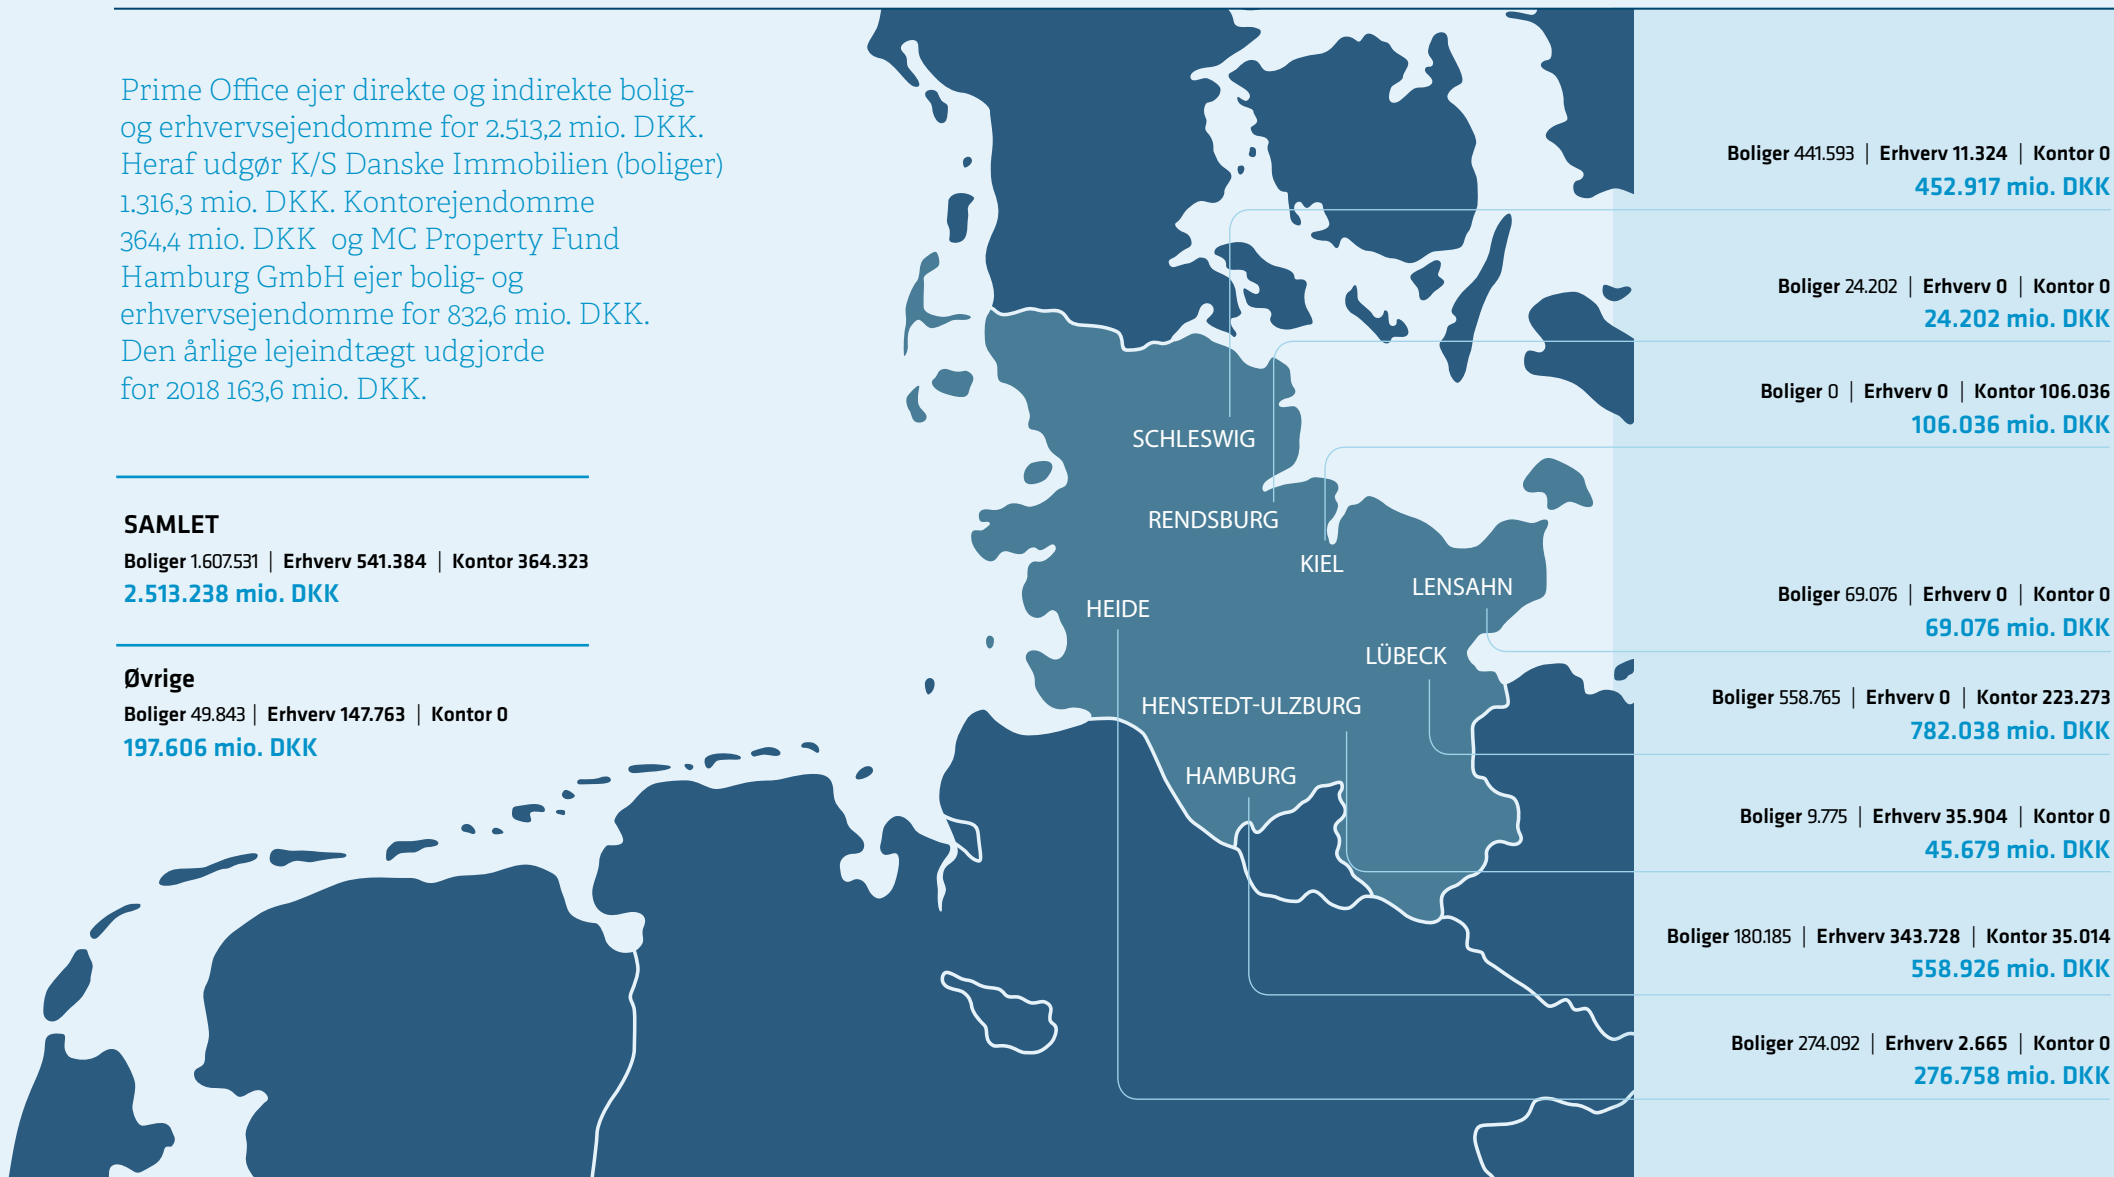 Prime Office ejer direkte og indirekte bolig-
og erhvervsejendomme for 2.513,2 mio. DKK.
Heraf udgør K/S Danske Immobilien (boliger)
1.316,3 mio. DKK. Kontorejendomme
364,4 mio. DKK og MC Property Fund
Hamburg GmbH ejer bolig- og
erhvervsejendomme for 832,6 mio. DKK.
Den årlige lejeindtægt udgjorde
for 2018 163,6 mio. DKK.
SAMLET
Boliger 1.607.531 | Erhverv 541.384 | Kontor 364.323
2.513.238 mio. DKK
Øvrige
Boliger 49.843 | Erhverv 147.763 | Kontor 0
197.606 mio. DKK
SCHLESWIG
RENDSBURG
KIEL
LENSAHN
HEIDE
LÜBECK
HENSTEDT-ULZBURG
HAMBURG
Boliger 441.593 | Erhverv 11.324 | Kontor 0
452.917 mio. DKK
Boliger 24.202 | Erhverv 0 | Kontor 0
24.202 mio. DKK
Boliger 0 | Erhverv 0 | Kontor 106.036
106.036 mio. DKK
Boliger 69.076 | Erhverv 0 | Kontor 0
69.076 mio. DKK
Boliger 558.765 | Erhverv 0 | Kontor 223.273
782.038 mio. DKK
Boliger 9.775 | Erhverv 35.904 | Kontor 0
45.679 mio. DKK
Boliger 180.185 | Erhverv 343.728 | Kontor 35.014
558.926 mio. DKK
Boliger 274.092 | Erhverv 2.665 | Kontor 0
276.758 mio. DKK